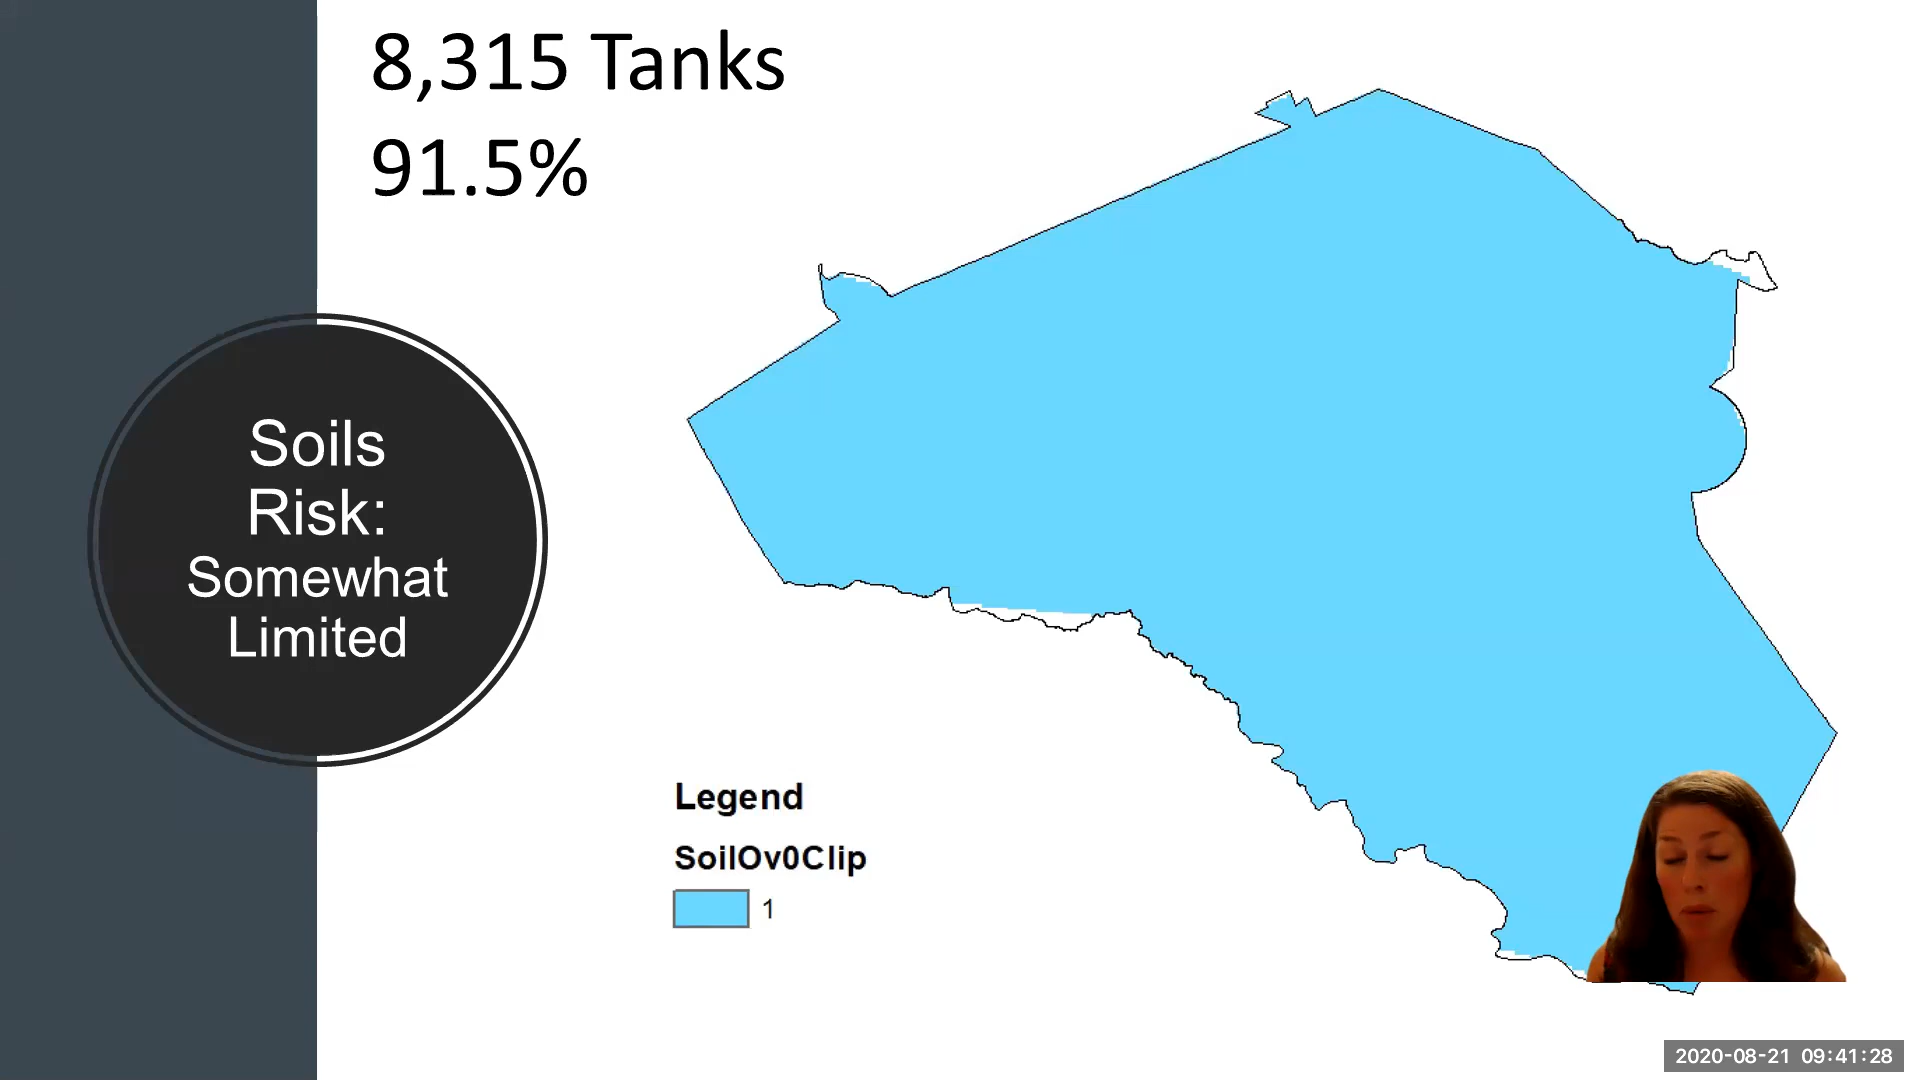 8,315 Tanks
91.5%
Soils
Risk:
Somewhat
Limited
Legend
SoilOv0Clip
1
2020-08-21 09:41:28